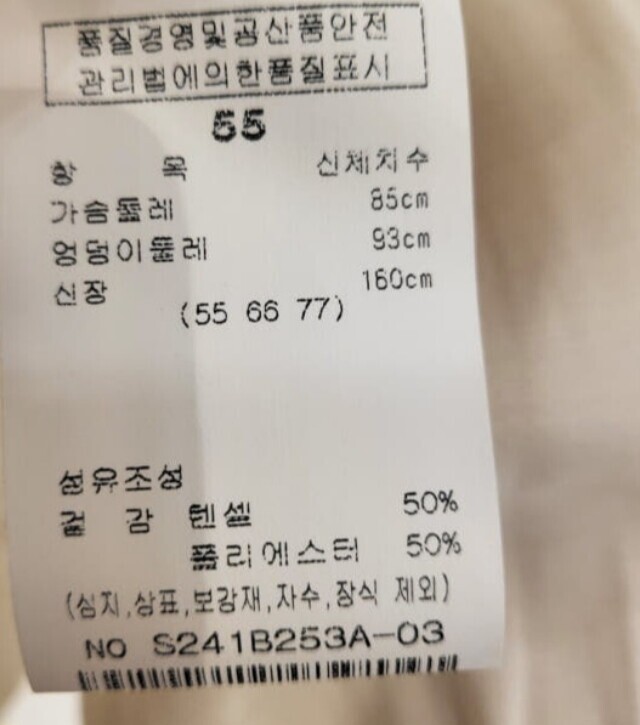 품질경영및공산품안전
관리법에의한품질표시
55
항 목 신체치수
가슴둘레 85cm
엉덩이둘레 93cm
신장 160cm
(55 66 77)
섬유조성
겉 감 텐셀 50%
폴리에스터 50%
(심지,상표,보강재,자수,장식 제외)
NO S241B253A-03